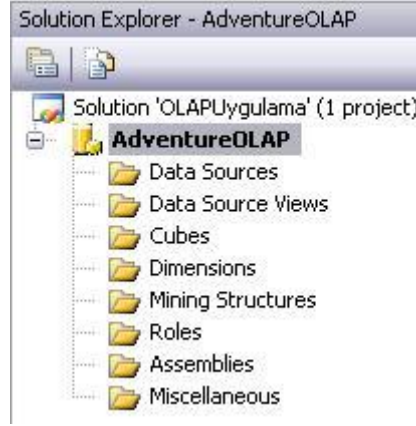 Solution Explorer - AdventureOLAP
Solution 'OLAPUygulama' (1 project)
AdventureOLAP
Data Sources
Data Source Views
Cubes
Dimensions
Mining Structures
Roles
Assemblies
Miscellaneous